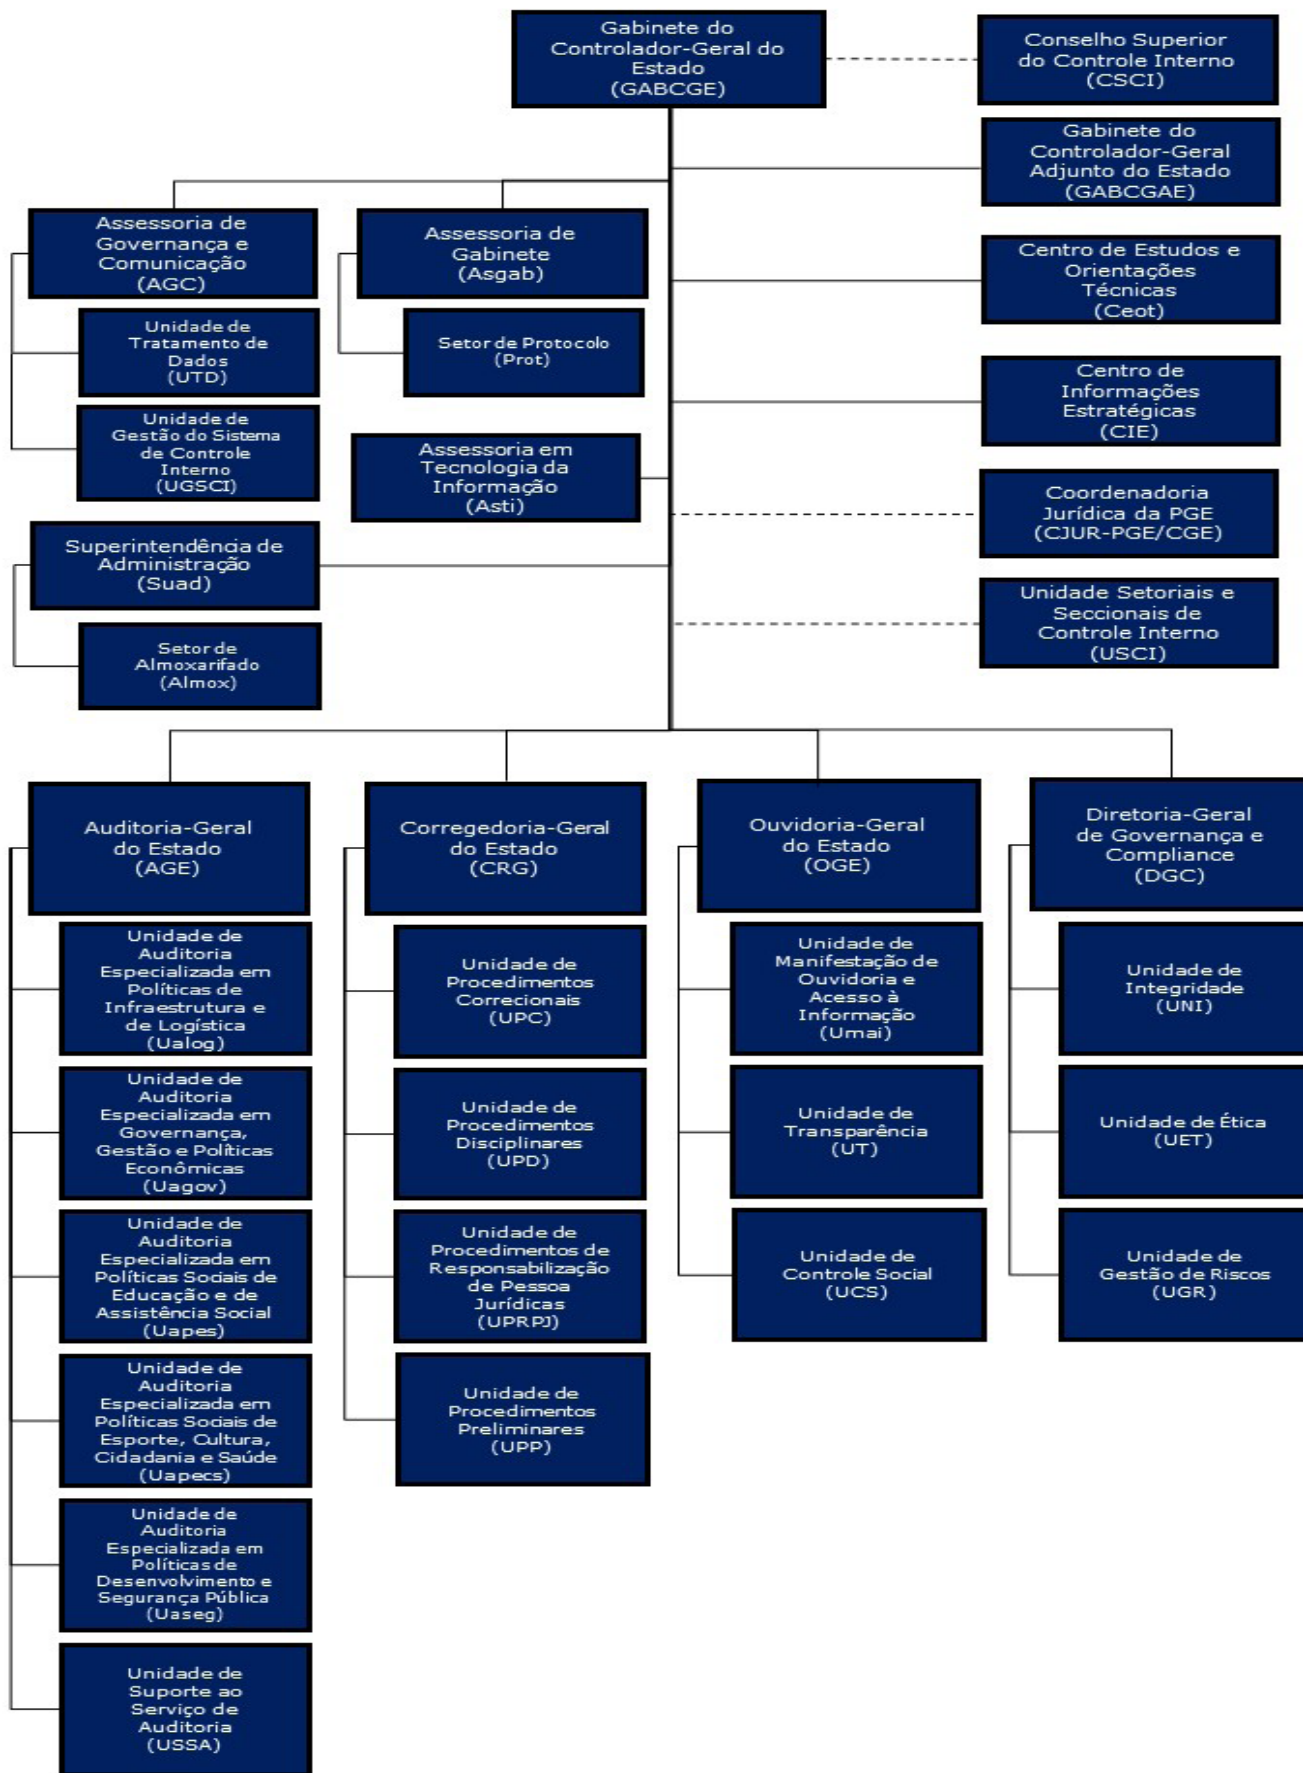 Gabinete do
Controlador-Geral do
Estado
(GABCGE)
Conselho Superior
do Controle Interno
(CSCI)
Gabinete do
Controlador-Geral
Adjunto do Estado
(GABCGAE)
Assessoria de
Governança e
Comunicação
(AGC)
Assessoria de
Gabinete
(Asgab)
Centro de Estudos e
Orientações
Técnicas
(Ceot)
Unidade de
Tratamento de
Dados
(UTD)
Setor de Protocolo
(Prot)
Centro de
Informações
Estratégicas
(CIE)
Unidade de
Gestão do Sistema
de Controle
Interno
(UGSCI)
Assessoria em
Tecnologia da
Informação
(Asti)
Coordenadoria
Jurídica da PGE
(CJUR-PGE/CGE)
Superintendência de
Administração
(Suad)
Unidade Setoriais e
Seccionais de
Controle Interno
(USCI)
Setor de
Almoxarifado
(Almox)
Auditoria-Geral
do Estado
(AGE)
Unidade de
Auditoria
Especializada em
Políticas de
Infraestrutura e
de Logística
(Ualog)
Unidade de
Auditoria
Especializada em
Governança,
Gestão e Políticas
Econômicas
(Uagov)
Unidade de
Auditoria
Especializada em
Políticas Sociais de
Educação e de
Assistência Social
(Uapes)
Unidade de
Auditoria
Especializada em
Políticas Sociais de
Esporte, Cultura,
Cidadania e Saúde
(Uapecs)
Unidade de
Auditoria
Especializada em
Políticas de
Desenvolvimento e
Segurança Pública
(Uaseg)
Unidade de
Suporte ao
Serviço de
Auditoria
(USSA)
Corregedoria-Geral
do Estado
(CRG)
Unidade de
Procedimentos
Correcionais
(UPC)
Unidade de
Procedimentos
Disciplinares
(UPD)
Unidade de
Procedimentos de
Responsabilização
de Pessoa
Jurídicas
(UPRPJ)
Unidade de
Procedimentos
Preliminares
(UPP)
Ouvidoria-Geral
do Estado
(OGE)
Unidade de
Manifestação de
Ouvidoria e
Acesso à
Informação
(Umai)
Unidade de
Transparência
(UT)
Unidade de
Controle Social
(UCS)
Diretoria-Geral
de Governança e
Compliance
(DGC)
Unidade de
Integridade
(UNI)
Unidade de Ética
(UET)
Unidade de
Gestão de Riscos
(UGR)